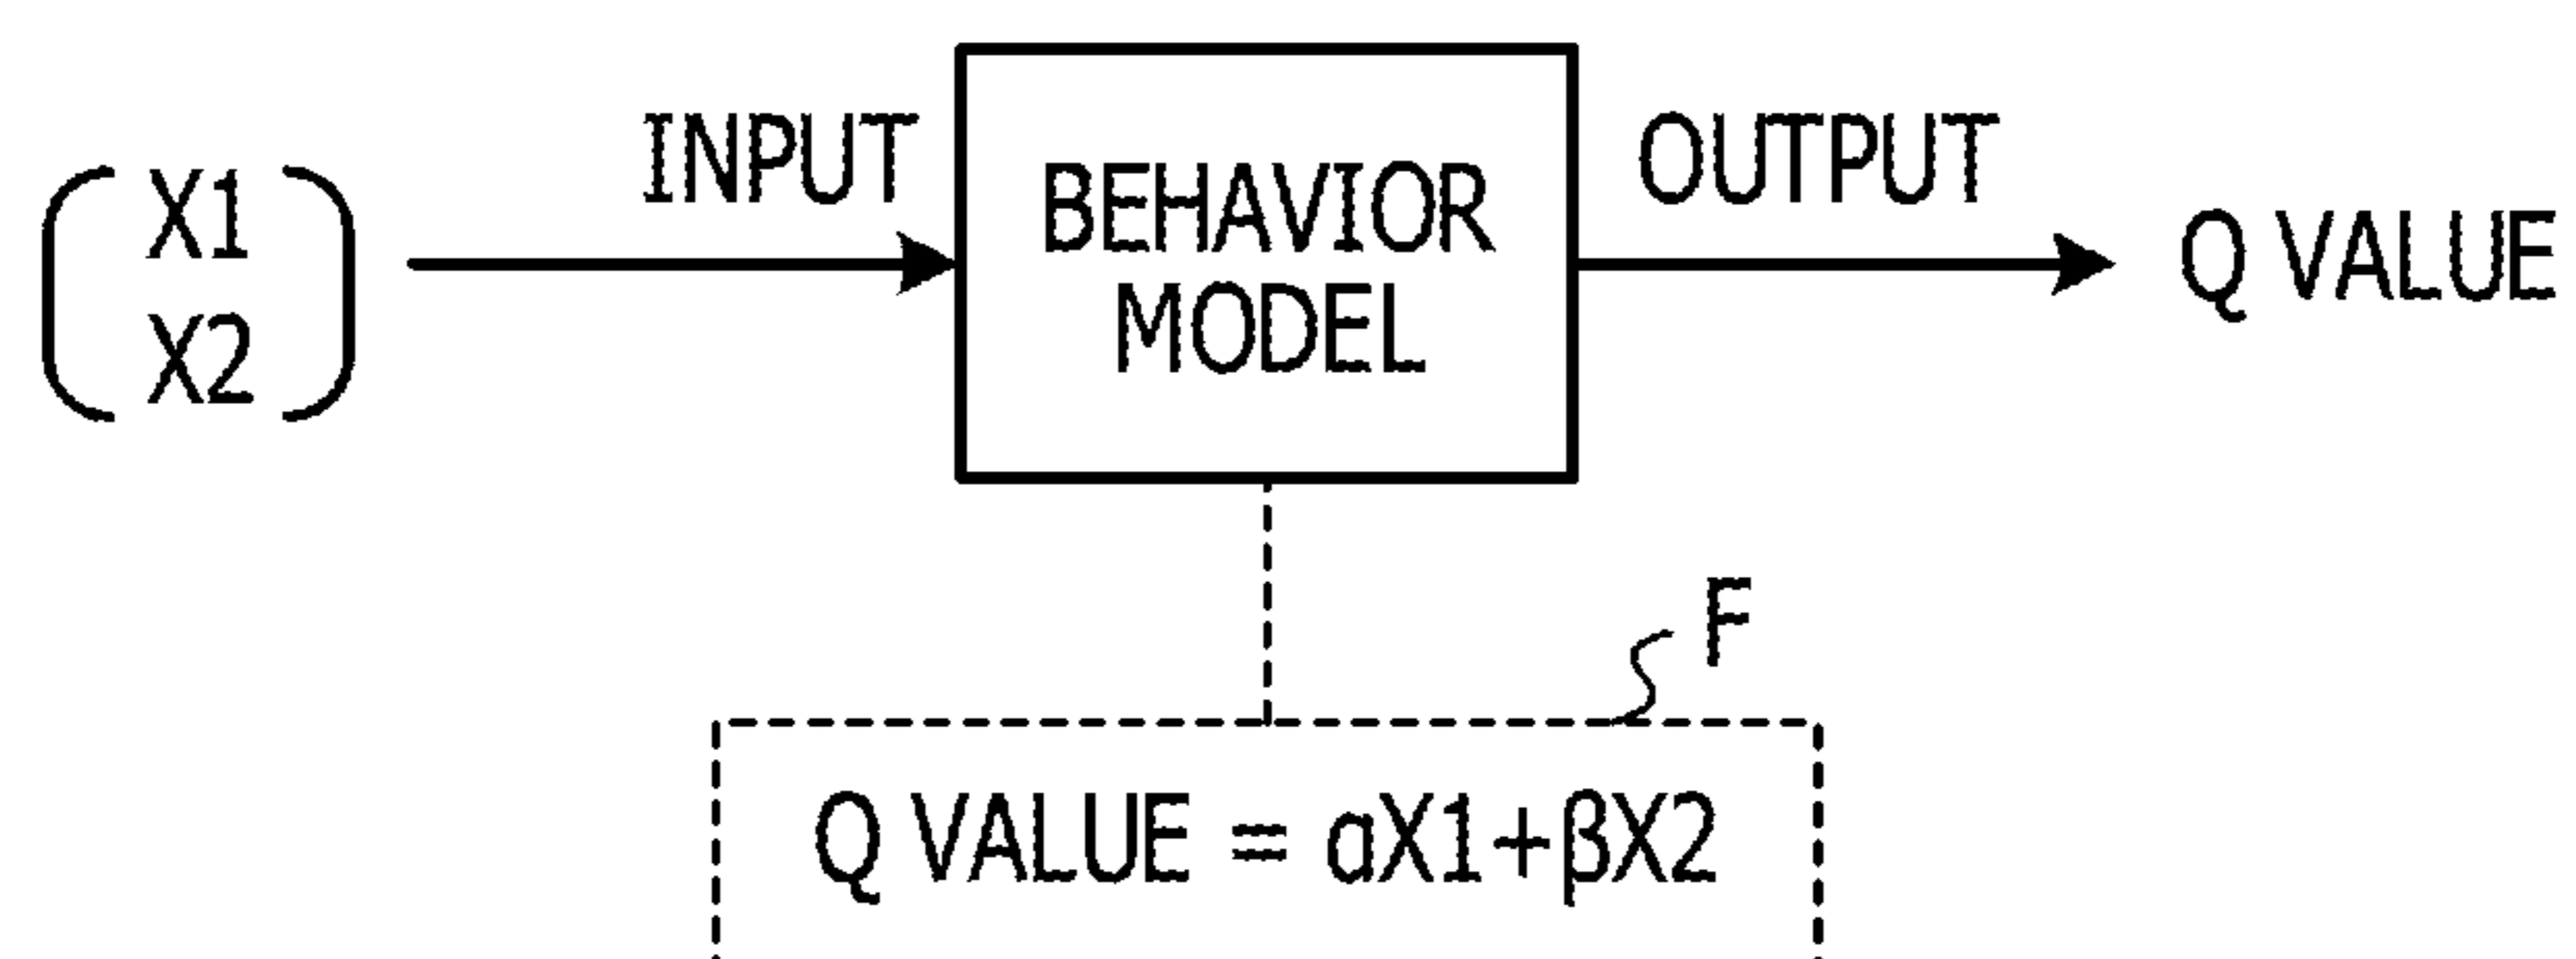 X1
X2
INPUT
BEHAVIOR
MODEL
OUTPUT
Q VALUE
F
Q VALUE = αX1+βX2